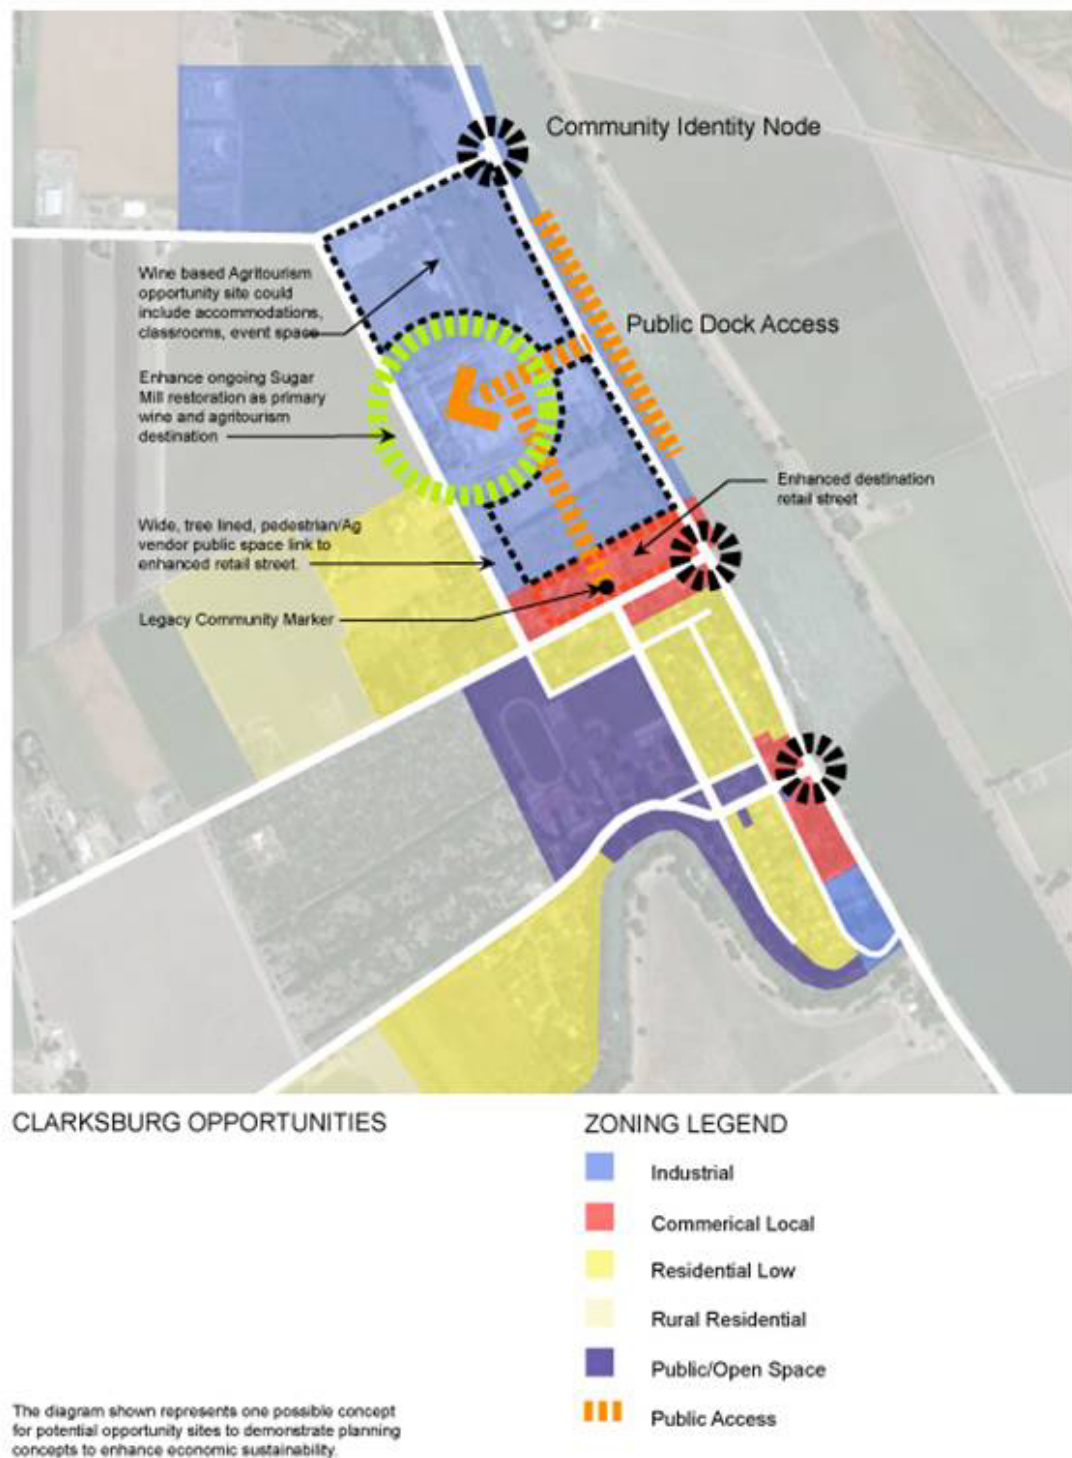 Community Identity Node
Wine based Agritourism
opportunity site could
include accommodations,
classrooms, event space
Public Dock Access
Enhance ongoing Sugar
Mill restoration as primary
wine and agritourism
destination
Enhanced destination
retail street
Wide, tree lined, pedestrian/Ag
vendor public space link to
enhanced retail street.
Legacy Community Marker
CLARKSBURG OPPORTUNITIES
ZONING LEGEND
Industrial
Commerical Local
Residential Low
Rural Residential
Public/Open Space
Public Access
The diagram shown represents one possible concept
for potential opportunity sites to demonstrate planning
concepts to enhance economic sustainability.